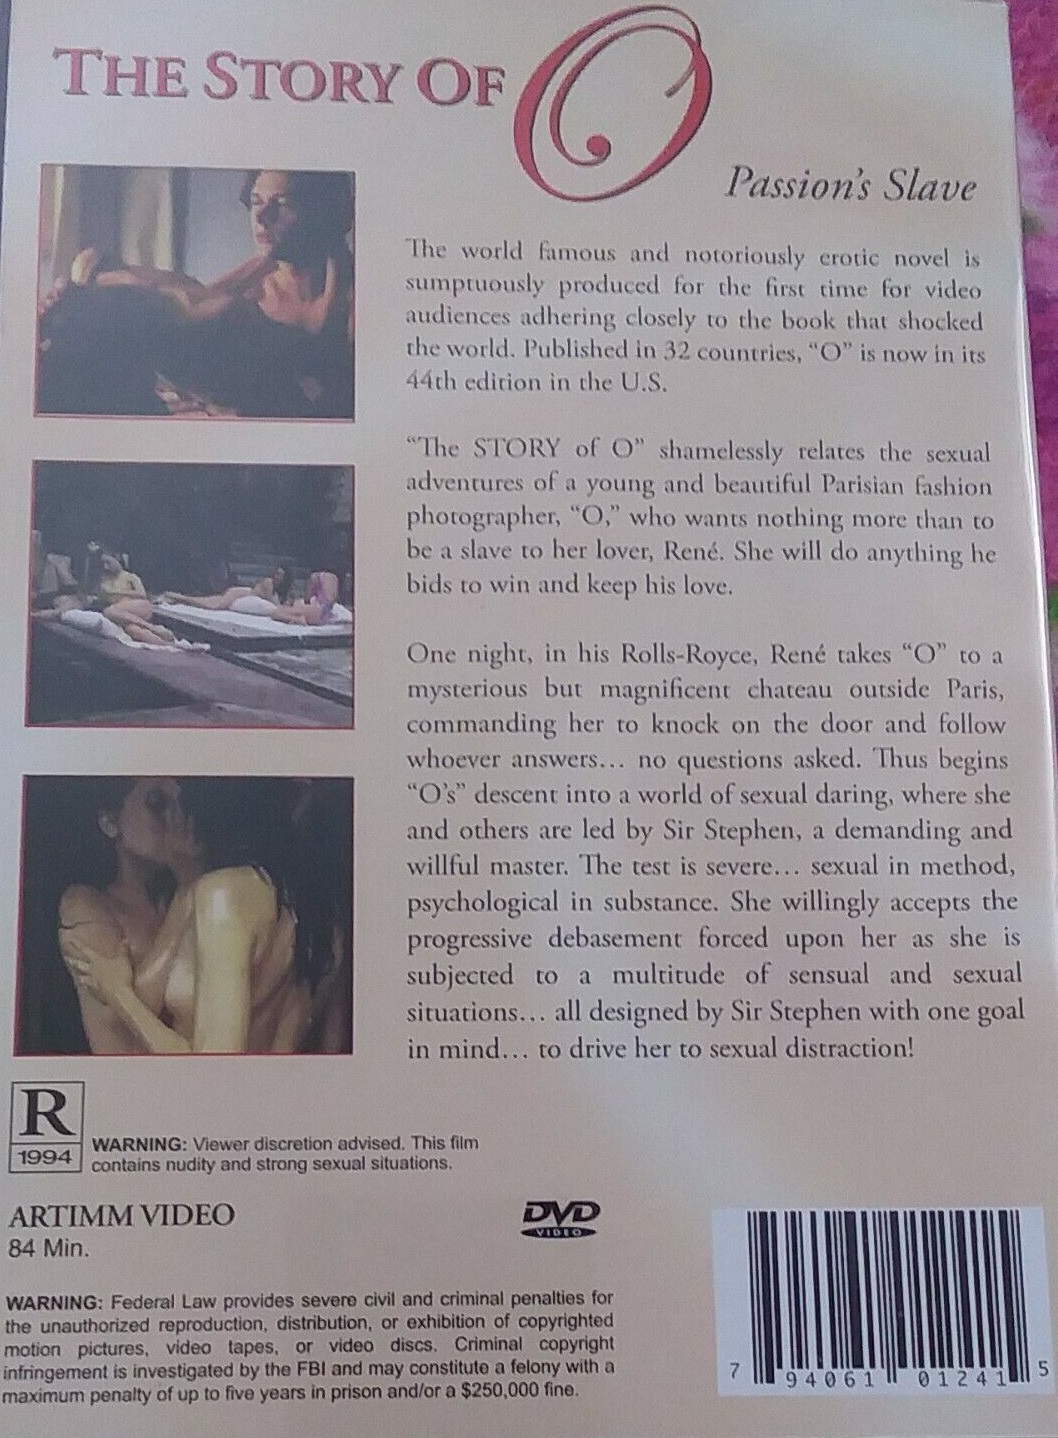 THE STORY OF O
Passion's Slave
The world famous and notoriously erotic novel is
sumptuously produced for the first time for video
audiences adhering closely to the book that shocked
the world. Published in 32 countries, “O” is now in its
44th edition in the U.S.
“The STORY of O” shamelessly relates the sexual
adventures of a young and beautiful Parisian fashion
photographer, “O,” who wants nothing more than to
be a slave to her lover, René. She will do anything he
bids to win and keep his love.
One night, in his Rolls-Royce, René takes “O” to a
mysterious but magnificent chateau outside Paris,
commanding her to knock on the door and follow
whoever answers... no questions asked. Thus begins
“O's” descent into a world of sexual daring, where she
and others are led by Sir Stephen, a demanding and
willful master. The test is severe... sexual in method,
psychological in substance. She willingly accepts the
progressive debasement forced upon her as she is
subjected to a multitude of sensual and sexual
situations... all designed by Sir Stephen with one goal
in mind... to drive her to sexual distraction!
R
1994
WARNING: Viewer discretion advised. This film
contains nudity and strong sexual situations.
ARTIMM VIDEO
84 Min.
DVD
VIDEO
WARNING: Federal Law provides severe civil and criminal penalties for
the unauthorized reproduction, distribution, or exhibition of copyrighted
motion pictures, video tapes, or video discs. Criminal copyright
infringement is investigated by the FBI and may constitute a felony with a
maximum penalty of up to five years in prison and/or a $250,000 fine.
7 94061 01241 5